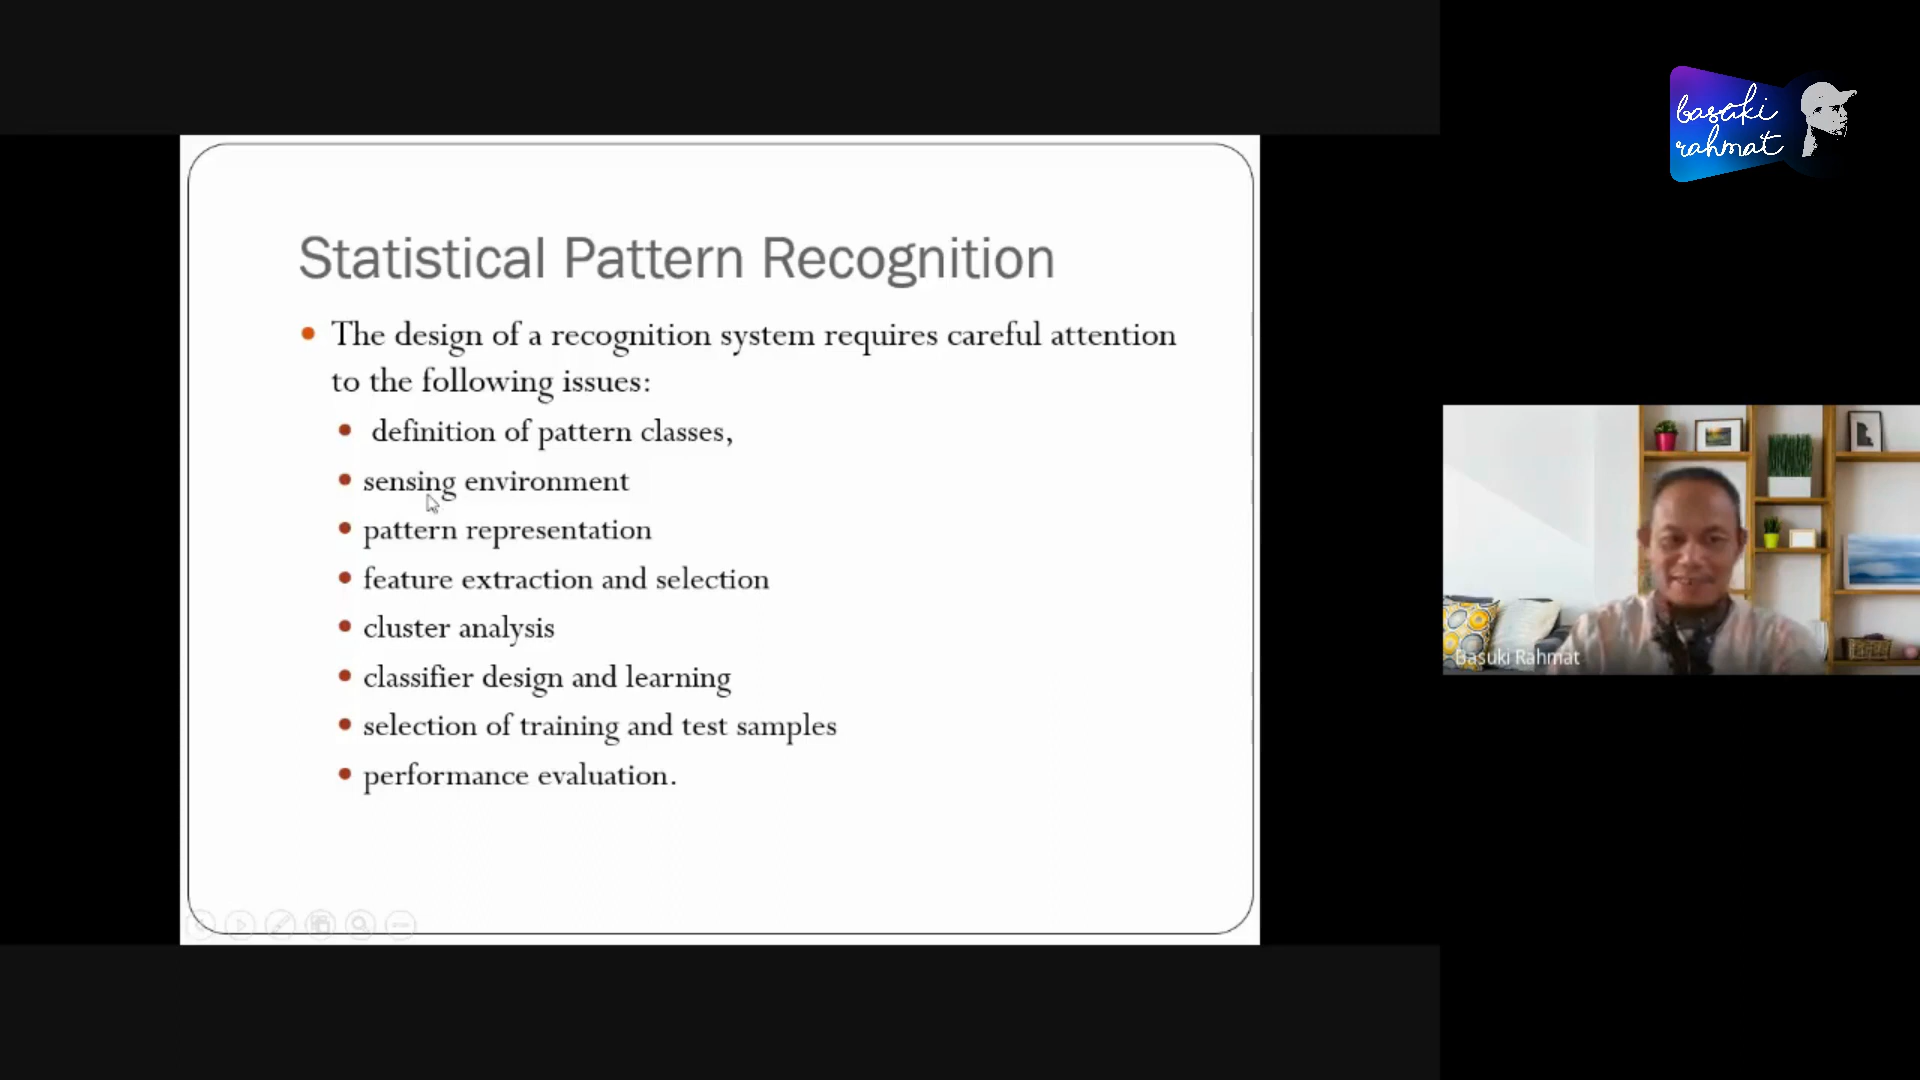 Statistical Pattern Recognition
The design of a recognition system requires careful attention
to the following issues:
definition of pattern classes,
sensing environment
pattern representation
feature extraction and selection
cluster analysis
classifier design and learning
selection of training and test samples
performance evaluation.
basuki
rahmat
Basuki Rahmat